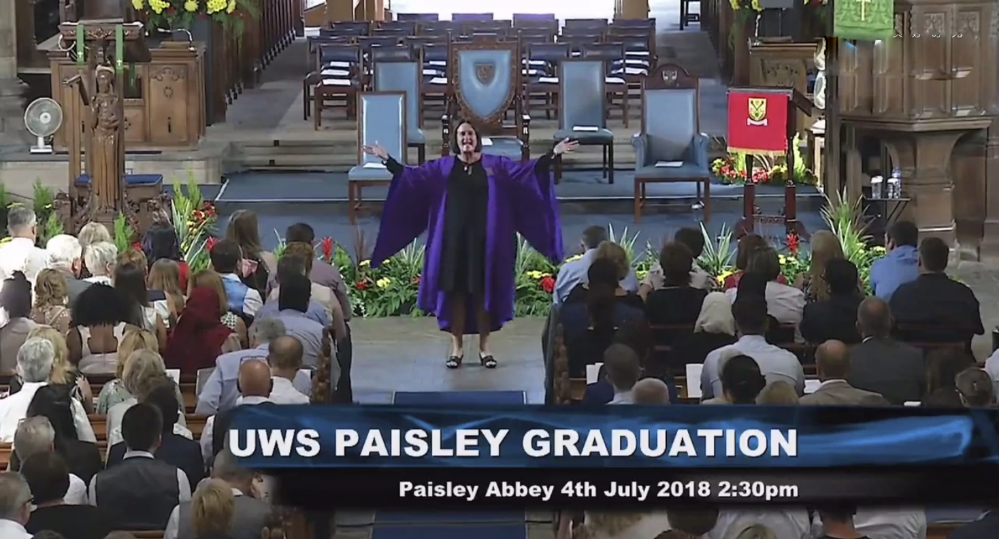 UWS PAISLEY GRADUATION
Paisley Abbey 4th July 2018 2:30pm